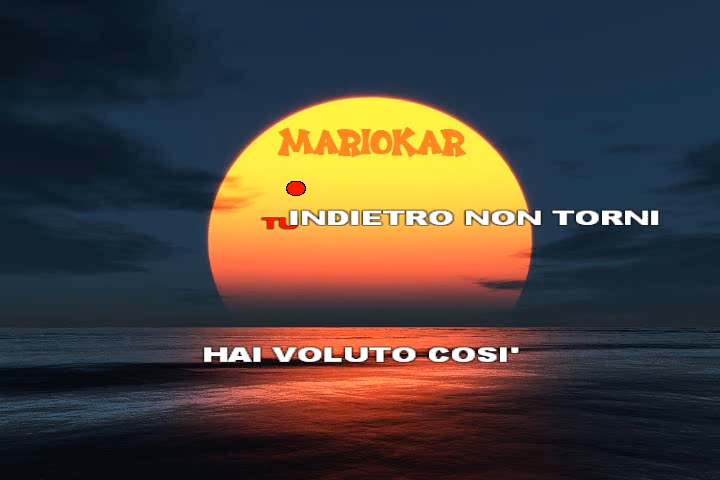 MARIOKAR
TU INDIETRO NON TORNI
HAI VOLUTO COSI'